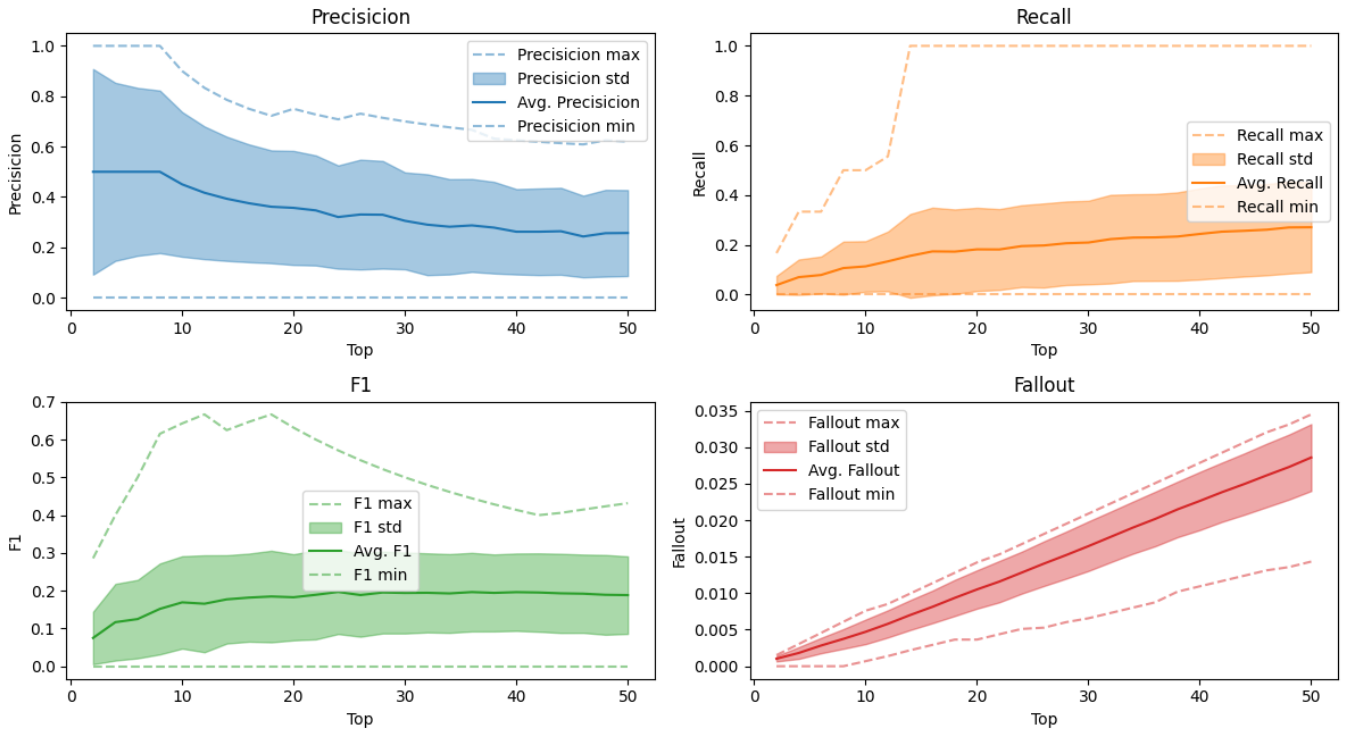 Precisicion
Precisicion
1.0
0.8
0.6
0.4
0.2
0.0
Precisicion max
Precisicion std
Avg. Precisicion
Precisicion min
0 10 20 30 40 50
Top
Recall
Recall
1.0
0.8
0.6
0.4
0.2
0.0
Recall max
Recall std
Avg. Recall
Recall min
0 10 20 30 40 50
Top
F1
F1
0.7
0.6
0.5
0.4
0.3
0.2
0.1
0.0
F1 max
F1 std
Avg. F1
F1 min
0 10 20 30 40 50
Top
Fallout
Fallout
0.035
0.030
0.025
0.020
0.015
0.010
0.005
0.000
Fallout max
Fallout std
Avg. Fallout
Fallout min
0 10 20 30 40 50
Top